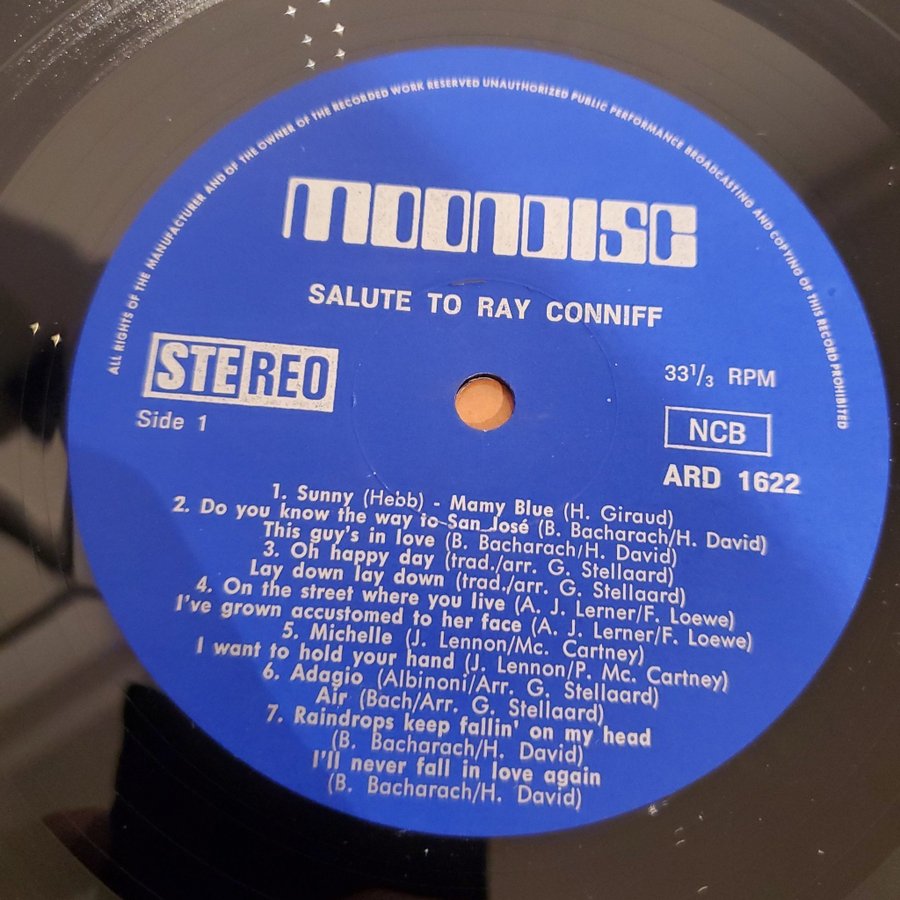 ALL RIGHTS OF THE MANUFACTURER AND OF THE OWNER OF THE RECORDED WORK RESERVED UNAUTHORIZED PUBLIC PERFORMANCE BROADCASTING AND COPYING OF THIS RECORD PROHIBITED
MOONDISC
SALUTE TO RAY CONNIFF
STEREO
Side 1
33 1/3 RPM
NCB
ARD 1622
1. Sunny (Hebb) - Mamy Blue (H. Giraud)
2. Do you know the way to San José (B. Bacharach/H. David)
This guy's in love (B. Bacharach/H. David)
3. Oh happy day (trad./arr. G. Stellaard)
Lay down lay down (trad./arr. G. Stellaard)
4. On the street where you live (A. J. Lerner/F. Loewe)
I've grown accustomed to her face (A. J. Lerner/F. Loewe)
5. Michelle (J. Lennon/Mc. Cartney)
I want to hold your hand (J. Lennon/P. Mc. Cartney)
6. Adagio (Albinoni/Arr. G. Stellaard)
Air (Bach/Arr. G. Stellaard)
7. Raindrops keep fallin' on my head
(B. Bacharach/H. David)
I'll never fall in love again
(B. Bacharach/H. David)